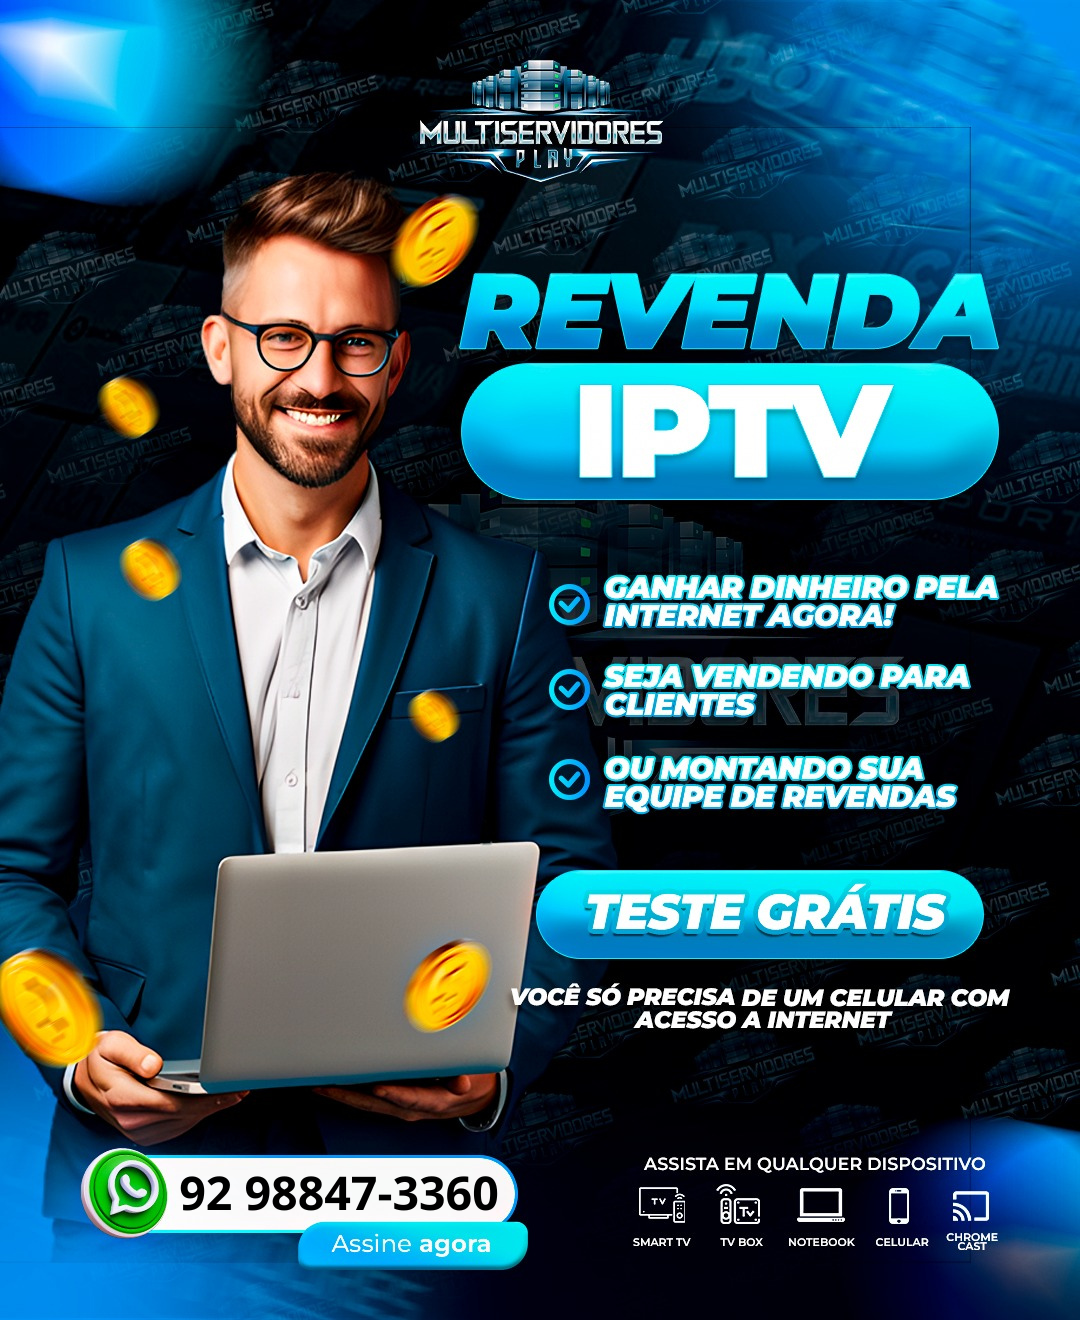 MULTISERVIDORES
PLAY
REVENDA
IPTV
GANHAR DINHEIRO PELA
INTERNET AGORA!
SEJA VENDENDO PARA
CLIENTES
OU MONTANDO SUA
EQUIPE DE REVENDAS
TESTE GRÁTIS
VOCÊ SÓ PRECISA DE UM CELULAR COM
ACESSO A INTERNET
92 98847-3360
Assine agora
ASSISTA EM QUALQUER DISPOSITIVO
TV
TV
SMART TV
TV BOX
NOTEBOOK
CELULAR
CHROME
CAST